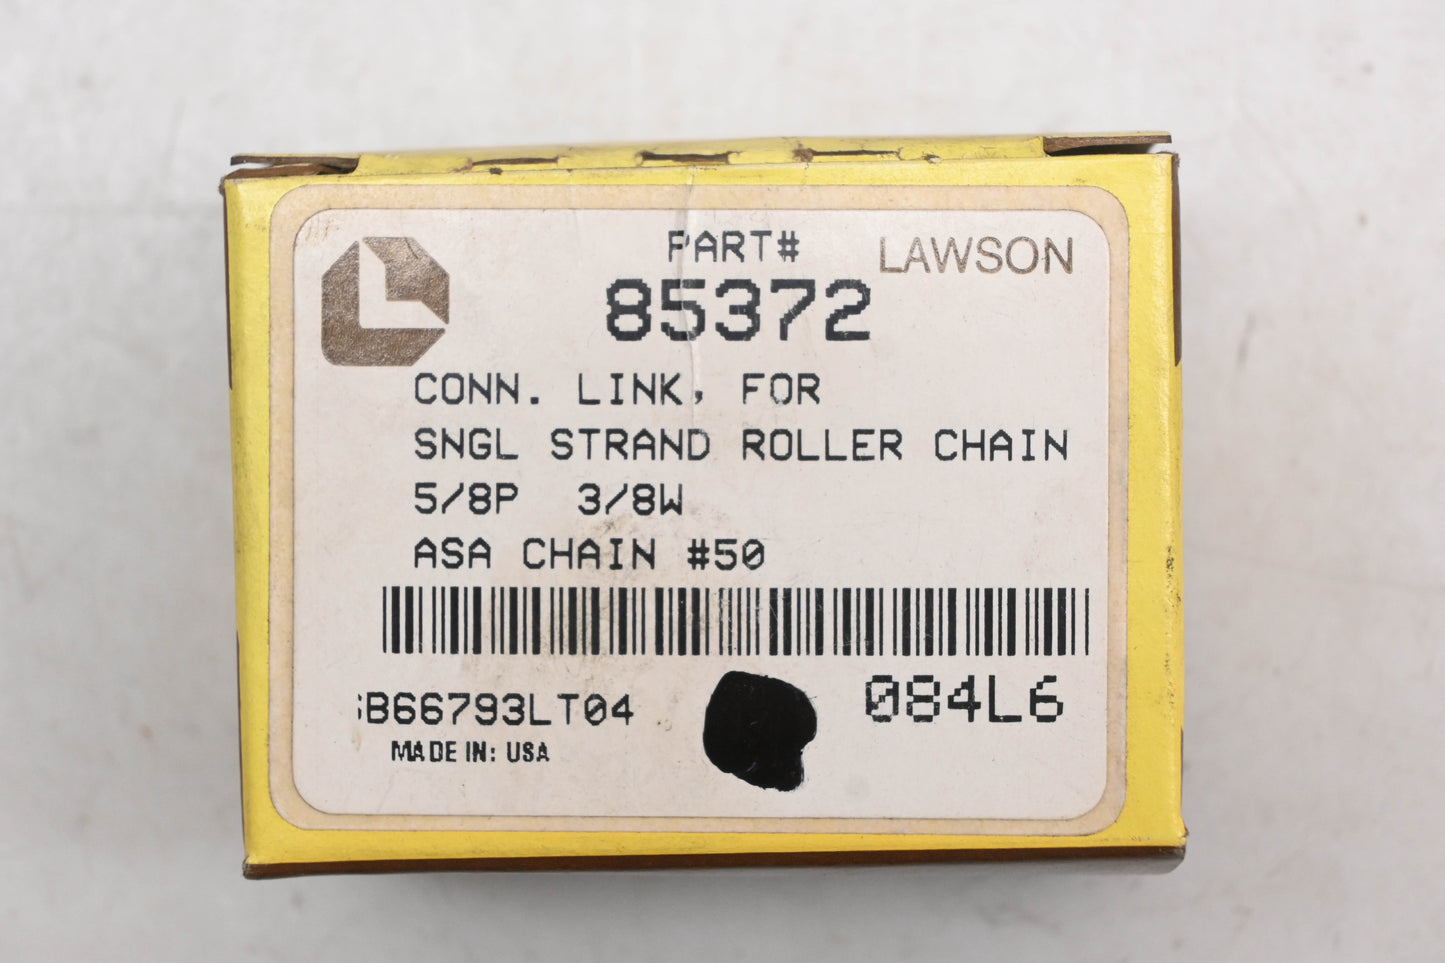 PART#
LAWSON
85372
CONN. LINK, FOR
SNGL STRAND ROLLER CHAIN
5/8P 3/8W
ASA CHAIN #50
B66793LT04
084L6
MADE IN: USA